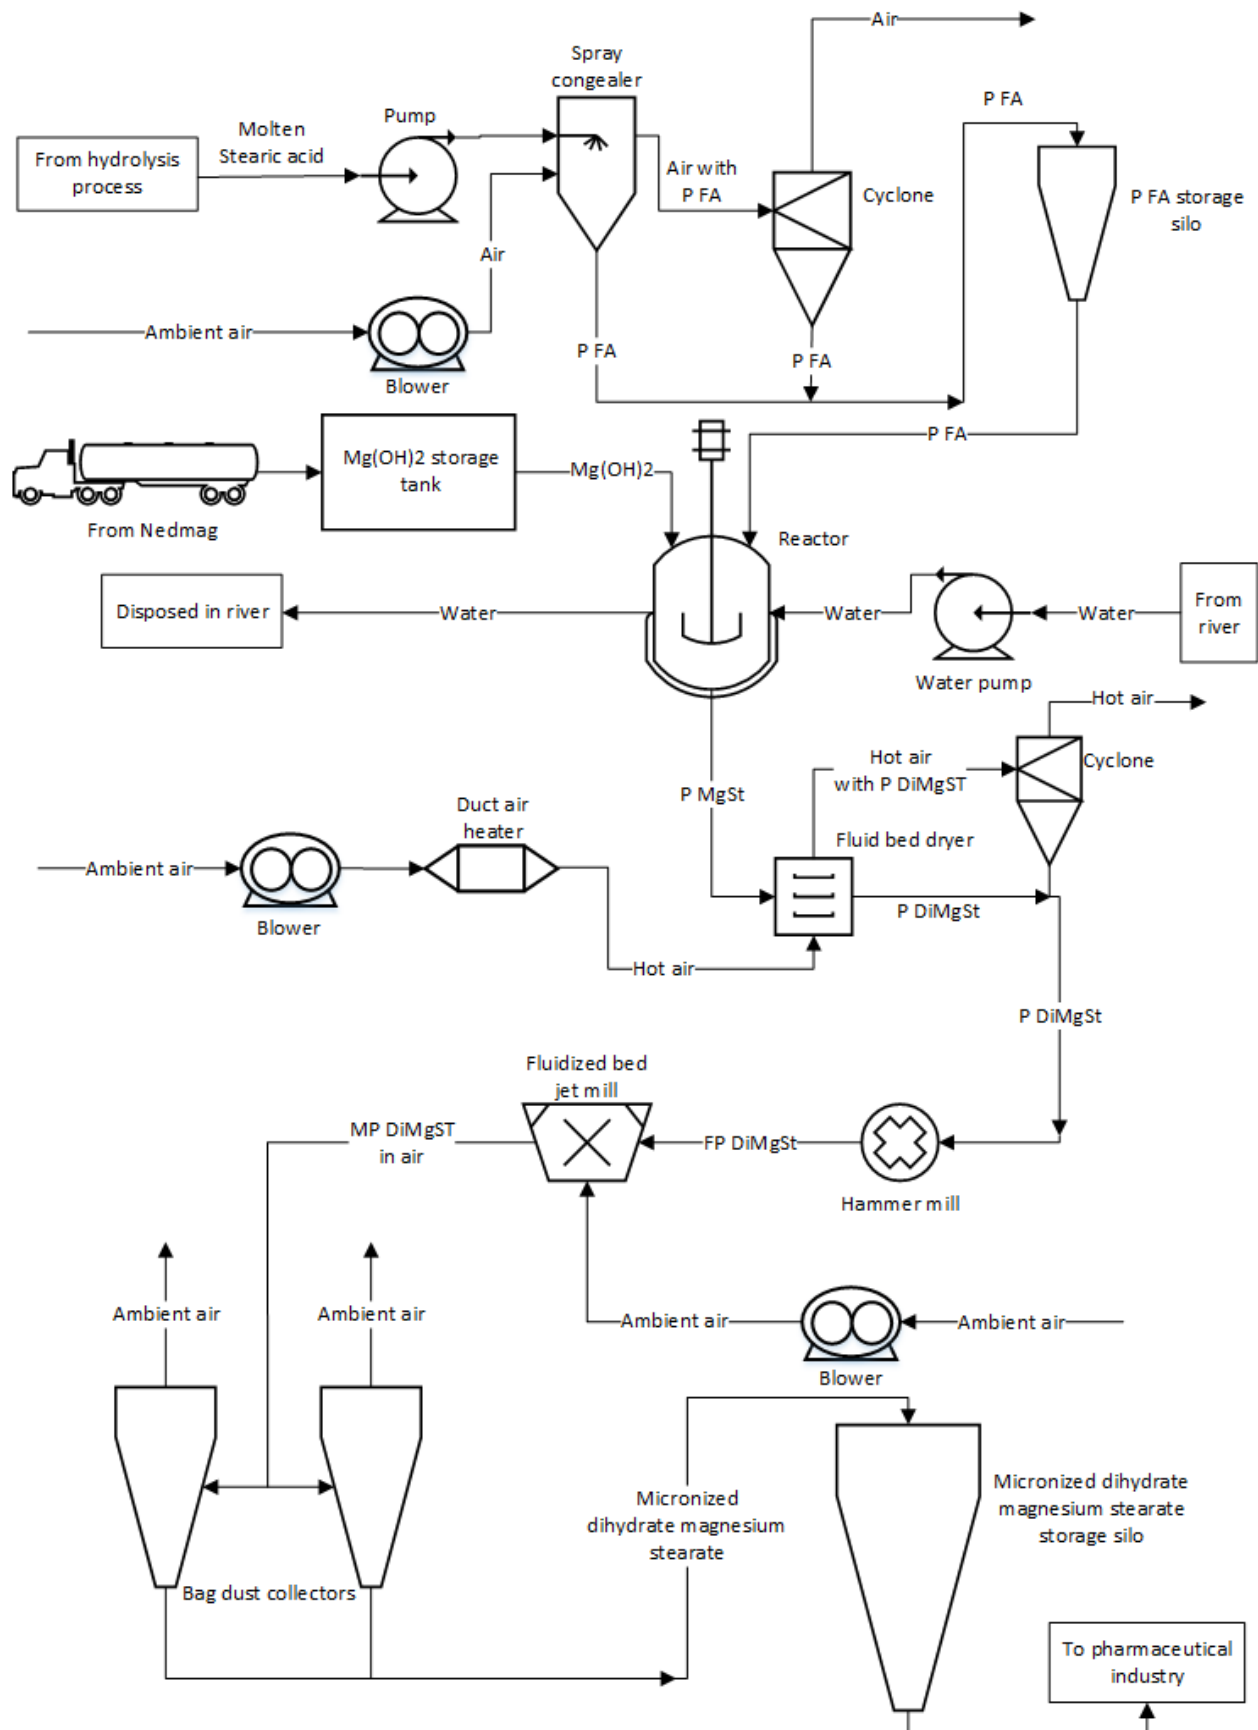 Air
Spray
congealer
P FA
Pump
Molten
Stearic acid
From hydrolysis
process
Air with
P FA
Cyclone
P FA storage
silo
Air
Ambient air
Blower
P FA
P FA
P FA
Mg(OH)2 storage
tank
Mg(OH)2
From Nedmag
Reactor
Disposed in river
Water
Water
Water
From
river
Water pump
Hot air
Hot air
with P DiMgST
Cyclone
P MgSt
Duct air
heater
Fluid bed dryer
Ambient air
Blower
P DiMgSt
Hot air
P DiMgSt
Fluidized bed
jet mill
MP DiMgST
in air
FP DiMgSt
Hammer mill
Ambient air
Ambient air
Ambient air
Ambient air
Blower
Micronized
dihydrate magnesium
stearate
Micronized dihydrate
magnesium stearate
storage silo
Bag dust collectors
To pharmaceutical
industry